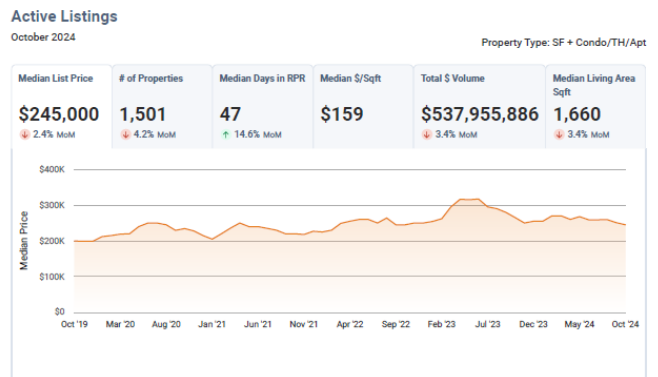 Active Listings
October 2024
Property Type: SF + Condo/TH/Apt
Median List Price
$245,000
2.4% MoM
# of Properties
1,501
4.2% MoM
Median Days in RPR
47
14.6% MoM
Median $/Sqft
$159
Total $ Volume
$537,955,886
3.4% MoM
Median Living Area
Sqft
1,660
3.4% MoM
Median Price
$400K
$300K
$200K
$100K
$0
Oct '19 Mar '20 Aug '20 Jan '21 Jun '21 Nov '21 Apr '22 Sep '22 Feb '23 Jul '23 Dec '23 May '24 Oct '24